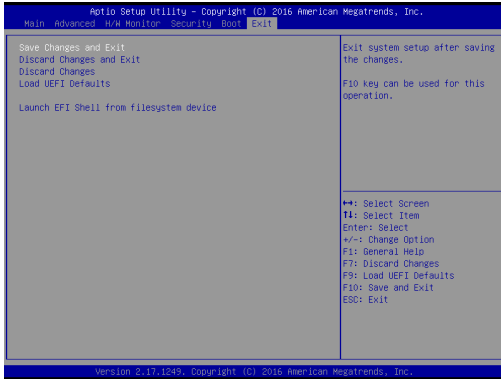 Aptio Setup Utility – Copyright (C) 2016 American Megatrends, Inc.
Main Advanced H/W Monitor Security Boot Exit
Save Changes and Exit
Discard Changes and Exit
Discard Changes
Load UEFI Defaults
Launch EFI Shell from filesystem device
Exit system setup after saving
the changes.
F10 key can be used for this
operation.
↔: Select Screen
↑↓: Select Item
Enter: Select
+/-: Change Option
F1: General Help
F7: Discard Changes
F9: Load UEFI Defaults
F10: Save and Exit
ESC: Exit
Version 2.17.1249. Copyright (C) 2016 American Megatrends, Inc.